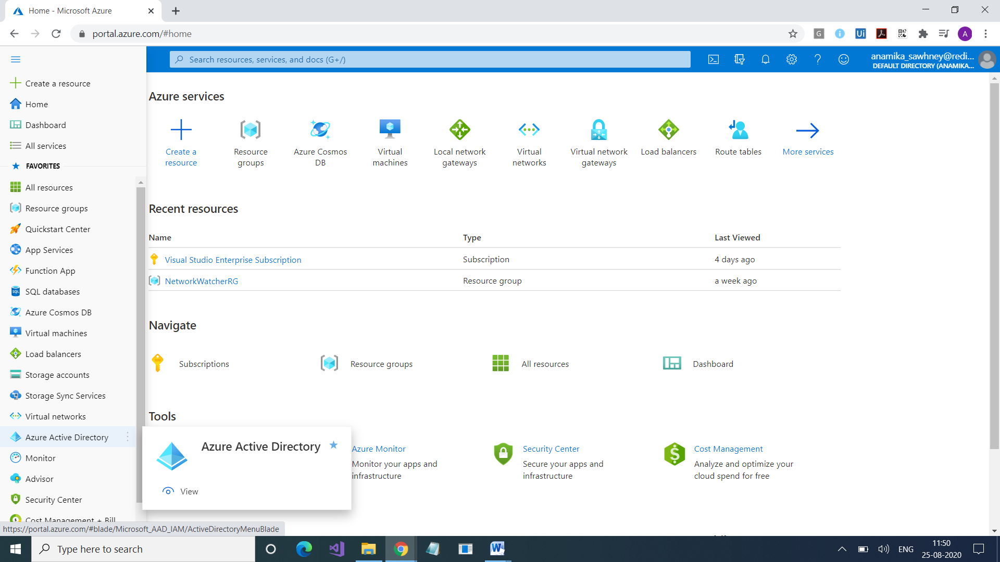 Home - Microsoft Azure
portal.azure.com/#home
Search resources, services, and docs (G+/)
anamika_sawhney@redi...
DEFAULT DIRECTORY (ANAMIKA...
A
Create a resource
Home
Dashboard
All services
FAVORITES
All resources
Resource groups
Quickstart Center
App Services
Function App
SQL databases
Azure Cosmos DB
Virtual machines
Load balancers
Storage accounts
Storage Sync Services
Virtual networks
Azure Active Directory
Monitor
Advisor
Security Center
Cost Management + Bill
https://portal.azure.com/#blade/Microsoft_AAD_IAM/ActiveDirectoryMenuBlade
Azure services
Create a
resource
Resource
groups
Azure Cosmos
DB
Virtual
machines
Local network
gateways
Virtual
networks
Virtual network
gateways
Load balancers
Route tables
More services
Recent resources
Name Type Last Viewed
Visual Studio Enterprise Subscription Subscription 4 days ago
NetworkWatcherRG Resource group a week ago
Navigate
Subscriptions
Resource groups
All resources
Dashboard
Tools
Azure Active Directory
View
Azure Monitor
Monitor your apps and
infrastructure
Security Center
Secure your apps and
infrastructure
Cost Management
Analyze and optimize your
cloud spend for free
Type here to search
ENG
11:50
25-08-2020